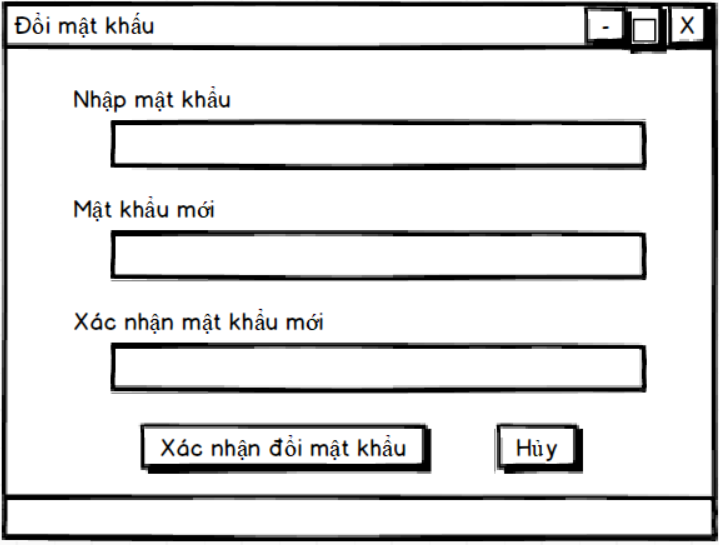 Đổi mật khấu
- X
Nhập mật khẩu
Mật khẩu mới
Xác nhận mật khẩu mới
Xác nhận đổi mật khẩu Hủy